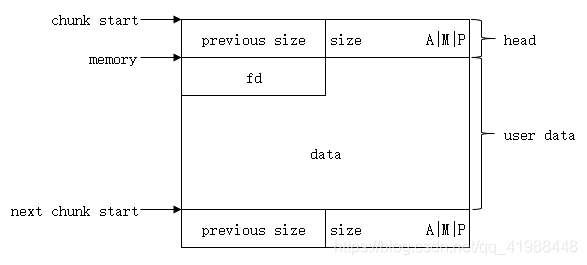 chunk start
previous size size A|M|P head
memory
fd
data
user data
next chunk start
previous size size A|M|P
https://blog.csdn.net/qq_41988448